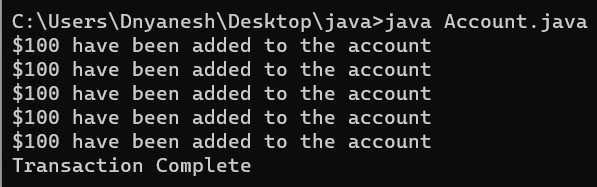 C:\Users\Dnyanesh\Desktop\java>java Account.java
$100 have been added to the account
$100 have been added to the account
$100 have been added to the account
$100 have been added to the account
$100 have been added to the account
Transaction Complete